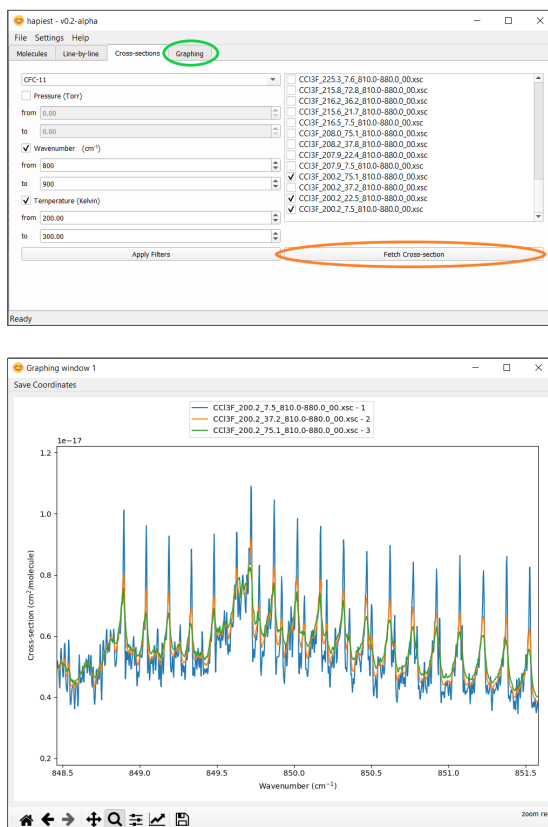 hapiest - v0.2-alpha
File Settings Help
Molecules Line-by-line Cross-sections Graphing
CFC-11
Pressure (Torr)
from 0.00
to 0.00
Wavenumber (cm⁻¹)
from 800
to 900
Temperature (Kelvin)
from 200.00
to 300.00
CCl3F_225.3_7.6_810.0-880.0_00.xsc
CCl3F_215.8_72.8_810.0-880.0_00.xsc
CCl3F_216.2_36.2_810.0-880.0_00.xsc
CCl3F_215.6_21.7_810.0-880.0_00.xsc
CCl3F_216.5_7.5_810.0-880.0_00.xsc
CCl3F_208.0_75.1_810.0-880.0_00.xsc
CCl3F_208.2_37.8_810.0-880.0_00.xsc
CCl3F_207.9_22.4_810.0-880.0_00.xsc
CCl3F_207.9_7.5_810.0-880.0_00.xsc
CCl3F_200.2_75.1_810.0-880.0_00.xsc
CCl3F_200.2_37.2_810.0-880.0_00.xsc
CCl3F_200.2_22.5_810.0-880.0_00.xsc
CCl3F_200.2_7.5_810.0-880.0_00.xsc
Apply Filters Fetch Cross-section
Ready
Graphing window 1
Save Coordinates
CCl3F_200.2_7.5_810.0-880.0_00.xsc - 1
CCl3F_200.2_37.2_810.0-880.0_00.xsc - 2
CCl3F_200.2_75.1_810.0-880.0_00.xsc - 3
1e−17
1.2
1.0
0.8
0.6
0.4
0.2
Cross-section (cm²/molecule)
848.5 849.0 849.5 850.0 850.5 851.0 851.5
Wavenumber (cm⁻¹)
zoom re